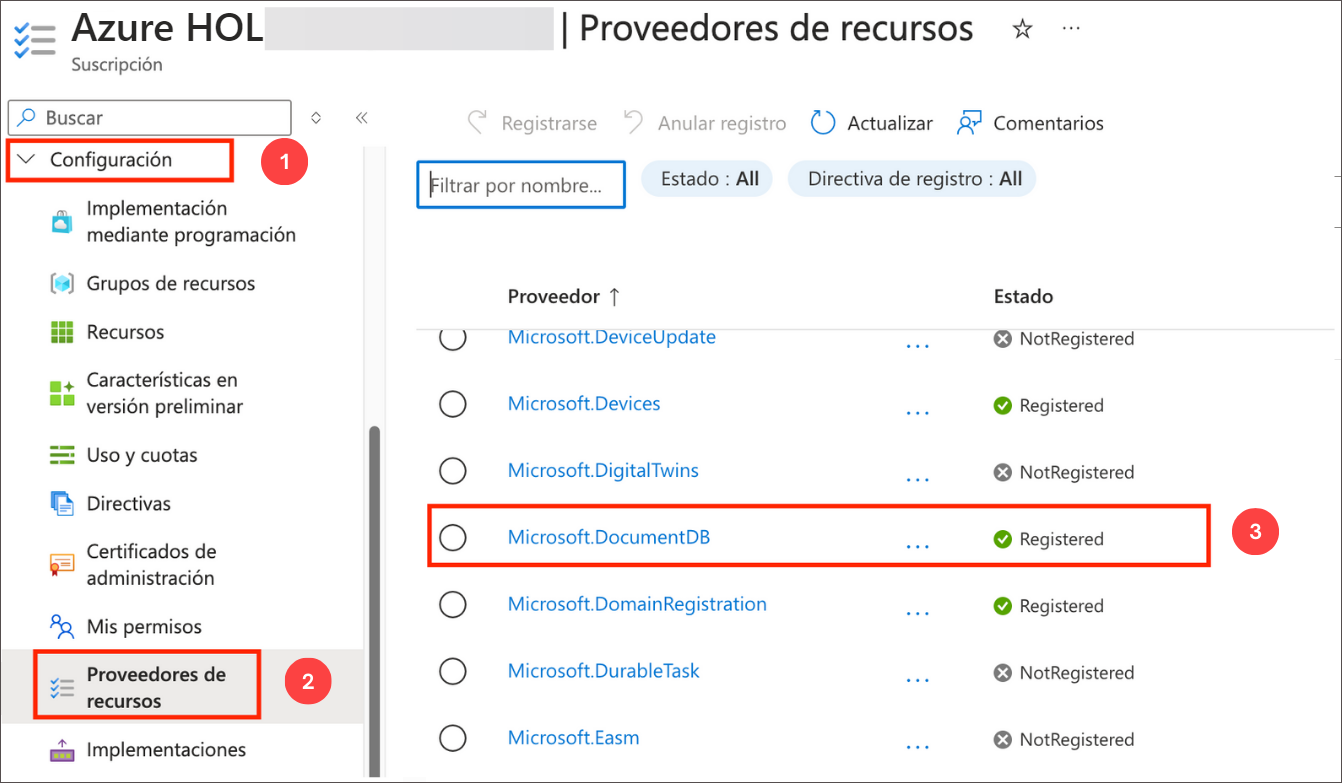 Azure HOL | Proveedores de recursos ...
Suscripción
Buscar
Registrarse Anular registro Actualizar Comentarios
Configuración 1
Filtrar por nombre... Estado : All Directiva de registro : All
Implementación
mediante programación
Grupos de recursos
Recursos
Características en
versión preliminar
Uso y cuotas
Directivas
Certificados de
administración
Mis permisos
Proveedores de
recursos
2
Implementaciones
Proveedor ↑ Estado
Microsoft.DeviceUpdate ... NotRegistered
Microsoft.Devices ... Registered
Microsoft.DigitalTwins ... NotRegistered
Microsoft.DocumentDB ... Registered 3
Microsoft.DomainRegistration ... Registered
Microsoft.DurableTask ... NotRegistered
Microsoft.Easm ... NotRegistered